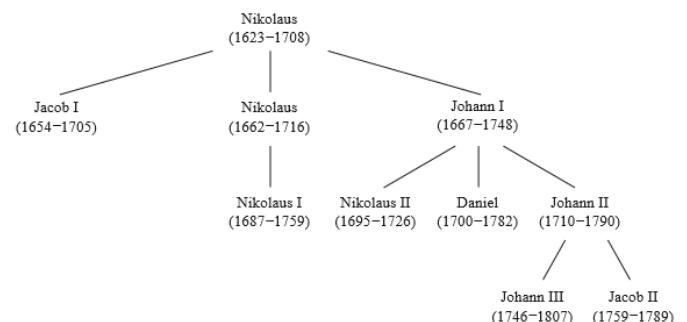 Nikolaus
(1623−1708)
Jacob I
(1654−1705)
Nikolaus
(1662−1716)
Johann I
(1667−1748)
Nikolaus I
(1687−1759)
Nikolaus II
(1695−1726)
Daniel
(1700−1782)
Johann II
(1710−1790)
Johann III
(1746−1807)
Jacob II
(1759−1789)